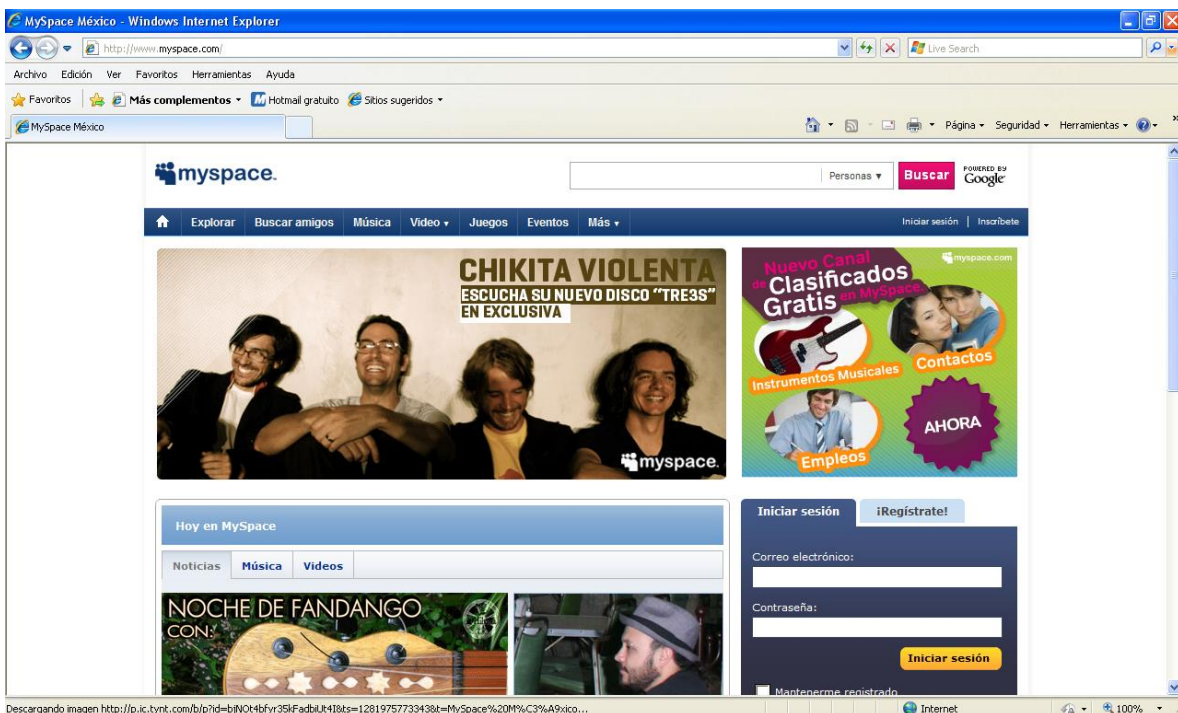 MySpace México - Windows Internet Explorer
http://www.myspace.com/
Live Search
Archivo Edición Ver Favoritos Herramientas Ayuda
Favoritos Más complementos Hotmail gratuito Sitios sugeridos
MySpace México
Página Seguridad Herramientas
myspace.
Personas
Buscar
POWERED BY
Google
Explorar Buscar amigos Música Video Juegos Eventos Más
Iniciar sesión | Inscríbete
CHIKITA VIOLENTA
ESCUCHA SU NUEVO DISCO "TRE3S"
EN EXCLUSIVA
myspace.
myspace.com
Nuevo Canal
de Clasificados
Gratis en MySpace.
Instrumentos Musicales
Contactos
Empleos
AHORA
Hoy en MySpace
Noticias Música Videos
NOCHE DE FANDANGO
CON:
Iniciar sesión
¡Regístrate!
Correo electrónico:
Contraseña:
Iniciar sesión
Mantenerme registrado
Descargando imagen http://p.ic.tynt.com/b/p?id=biNOt4bfyr35kFadbiUt4I&ts=1281975773343&t=MySpace%20M%C3%A9xico...
Internet
100%